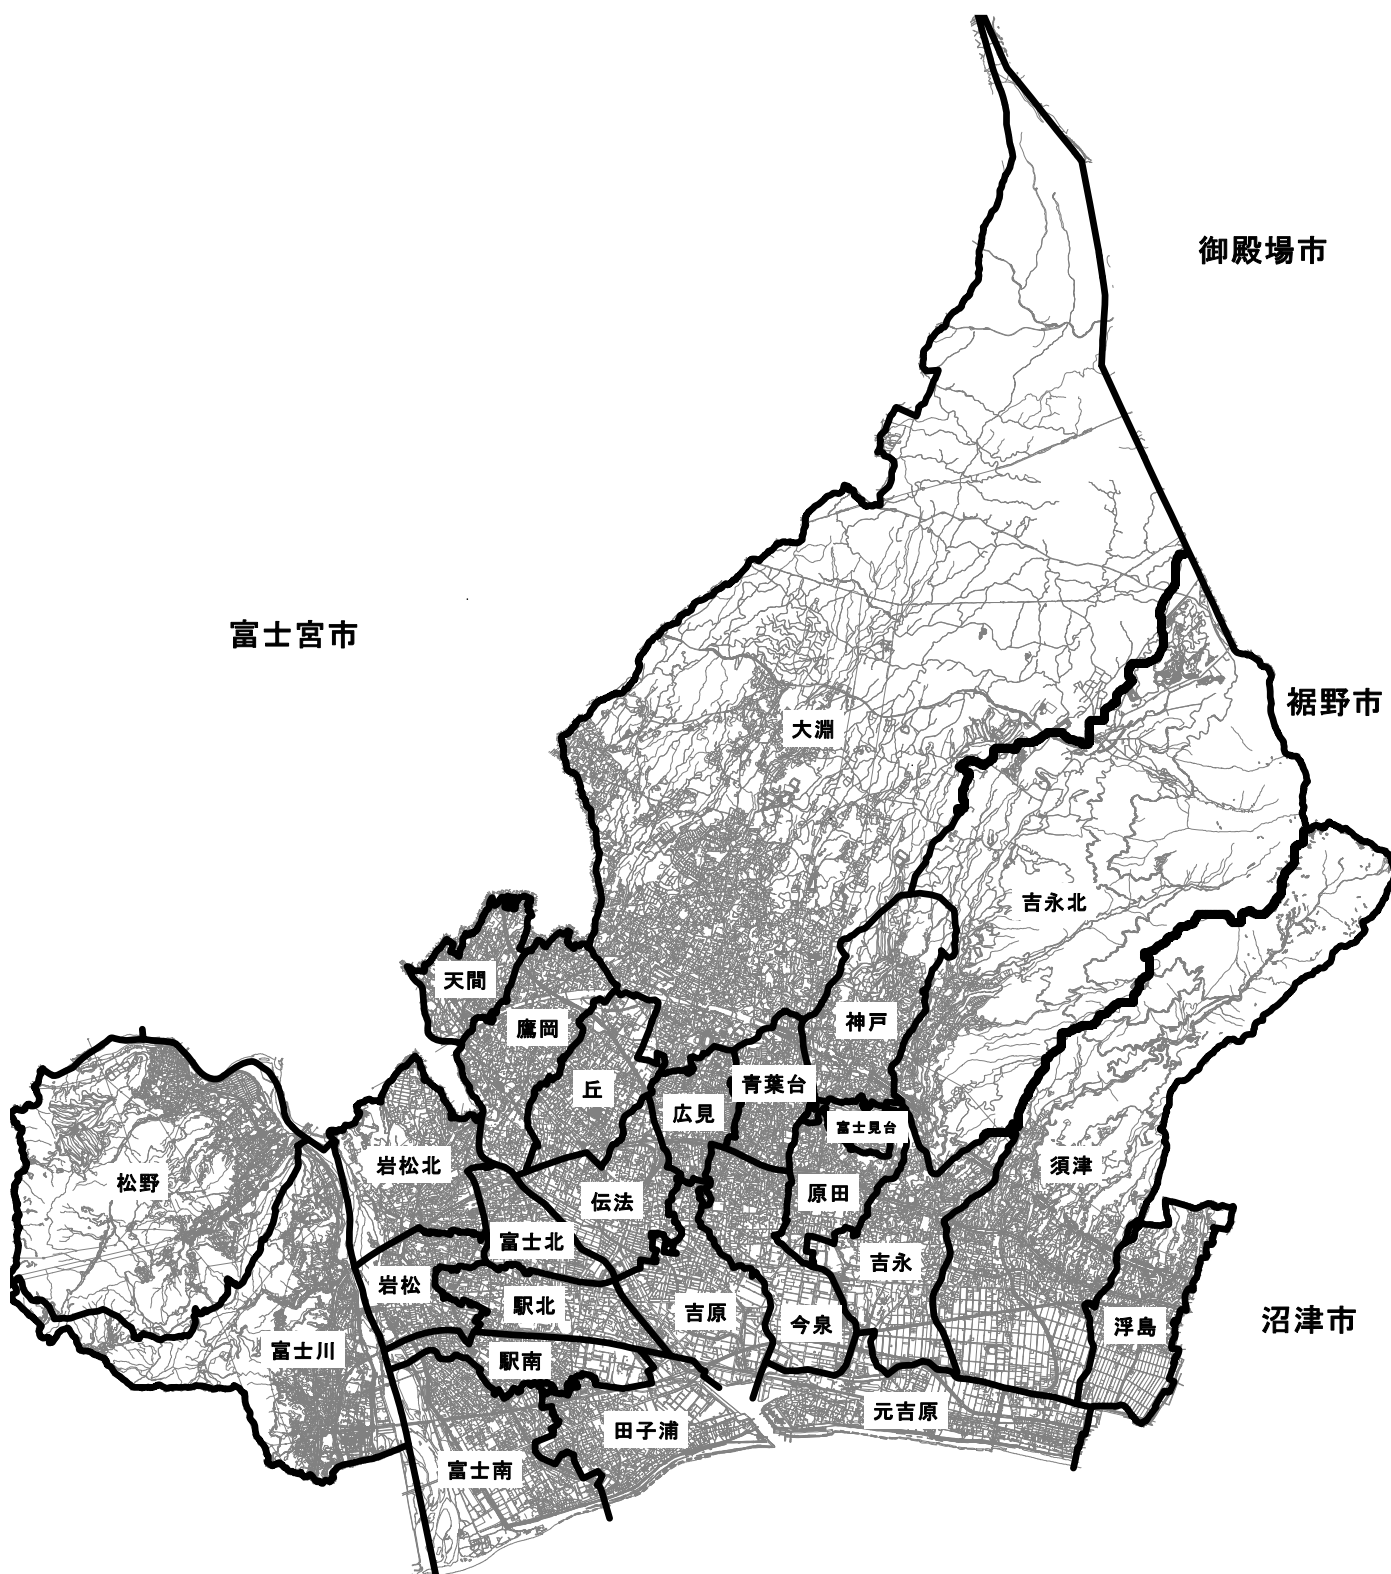 御殿場市
富士宮市
裾野市
大淵
吉永北
天間
鷹岡
神戸
丘
青葉台
広見
富士見台
岩松北
須津
松野
原田
伝法
富士北
吉永
岩松
駅北
吉原
今泉
浮島
沼津市
富士川
駅南
元吉原
田子浦
富士南